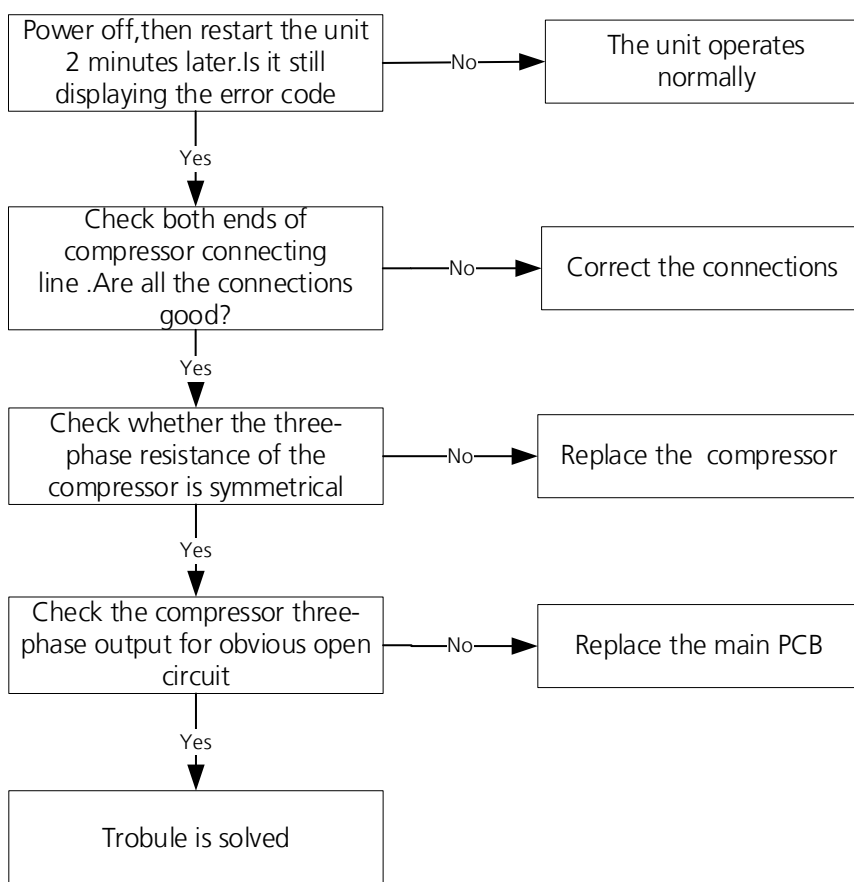 Power off,then restart the unit
2 minutes later.Is it still
displaying the error code
No
The unit operates
normally
Yes
Check both ends of
compressor connecting
line .Are all the connections
good?
No
Correct the connections
Yes
Check whether the three-
phase resistance of the
compressor is symmetrical
No
Replace the  compressor
Yes
Check the compressor three-
phase output for obvious open
circuit
No
Replace the main PCB
Yes
Trobule is solved